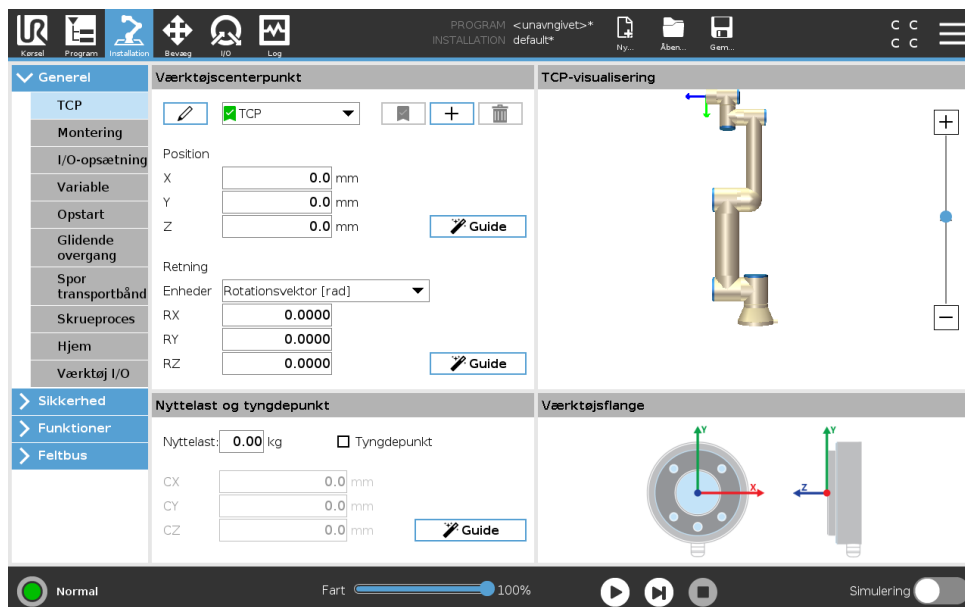 PROGRAM <unavngivet>*
INSTALLATION default*
Kørsel
Program
Installation
Bevæg
I/O
Log
Ny...
Åben...
Gem...
C C
C C
Generel
TCP
Montering
I/O-opsætning
Variable
Opstart
Glidende
overgang
Spor
transportbånd
Skrueproces
Hjem
Værktøj I/O
Sikkerhed
Funktioner
Feltbus
Værktøjscenterpunkt
TCP
Position
X 0.0 mm
Y 0.0 mm
Z 0.0 mm
Guide
Retning
Enheder Rotationsvektor [rad]
RX 0.0000
RY 0.0000
RZ 0.0000
Guide
Nyttelast og tyngdepunkt
Nyttelast: 0.00 kg
Tyngdepunkt
CX 0.0 mm
CY 0.0 mm
CZ 0.0 mm
Guide
TCP-visualisering
Værktøjsflange
Y
X
Y
Z
Normal
Fart 100%
Simulering